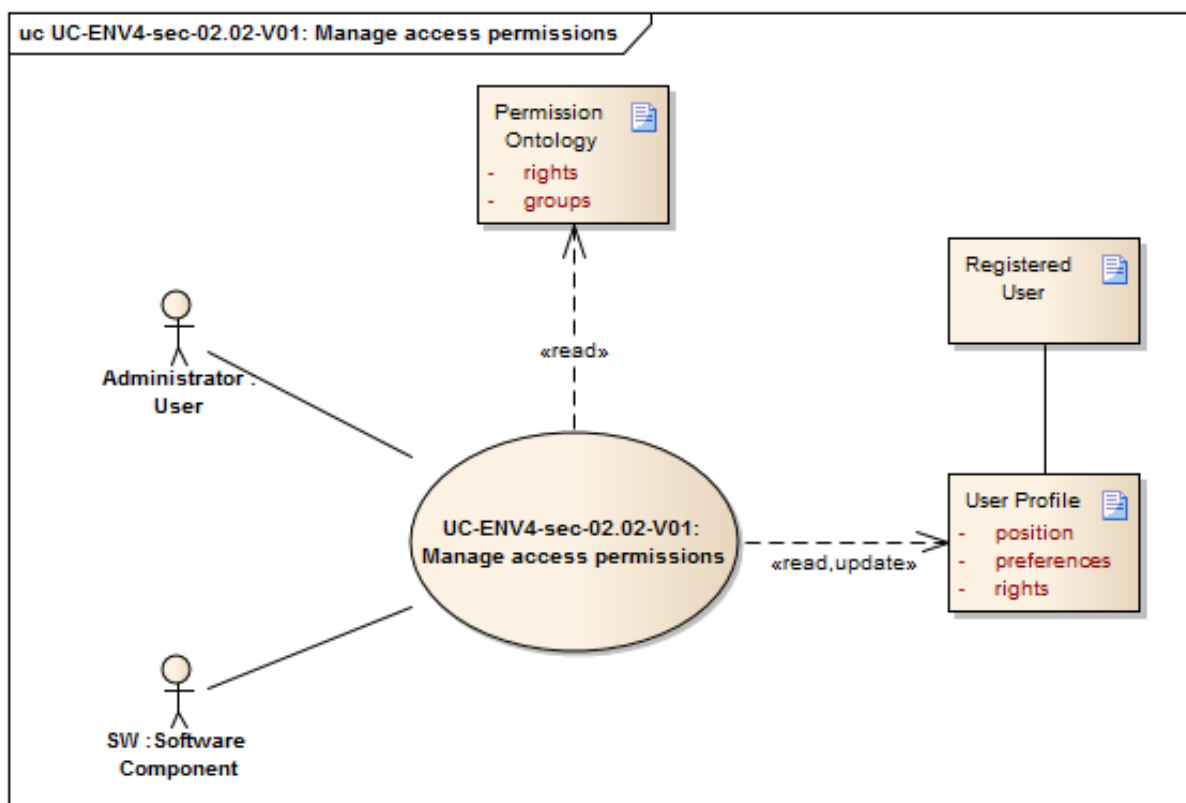 uc UC-ENV4-sec-02.02-V01: Manage access permissions
Permission
Ontology
- rights
- groups
Registered
User
«read»
Administrator :
User
UC-ENV4-sec-02.02-V01:
Manage access permissions
«read,update»
User Profile
- position
- preferences
- rights
SW :Software
Component